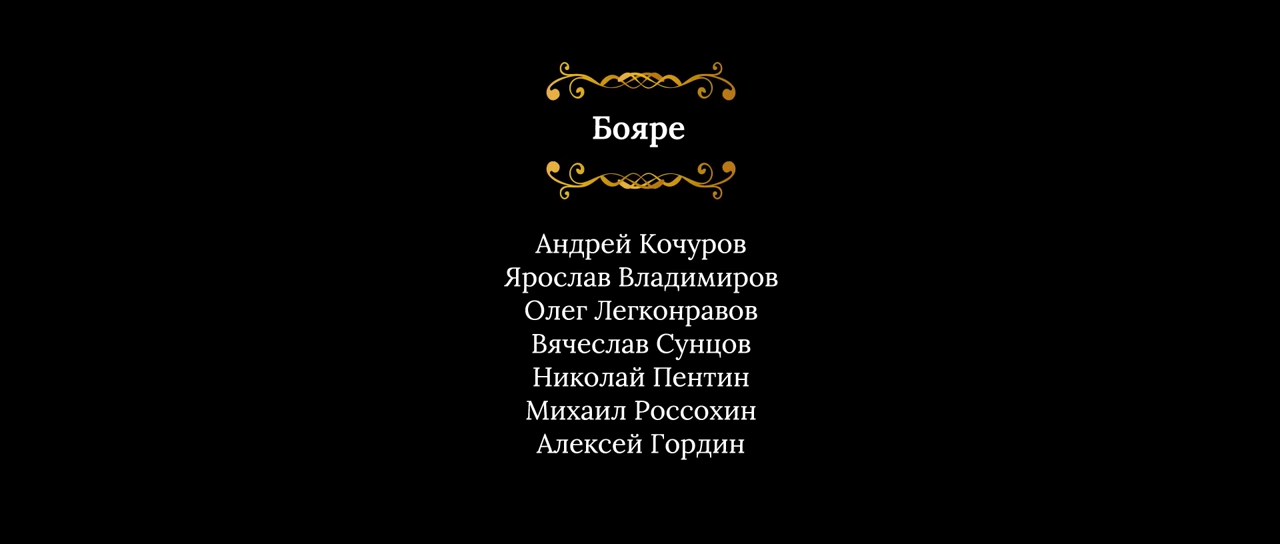 Бояре
Андрей Кочуров
Ярослав Владимиров
Олег Легконравов
Вячеслав Сунцов
Николай Пентин
Михаил Россохин
Алексей Гордин